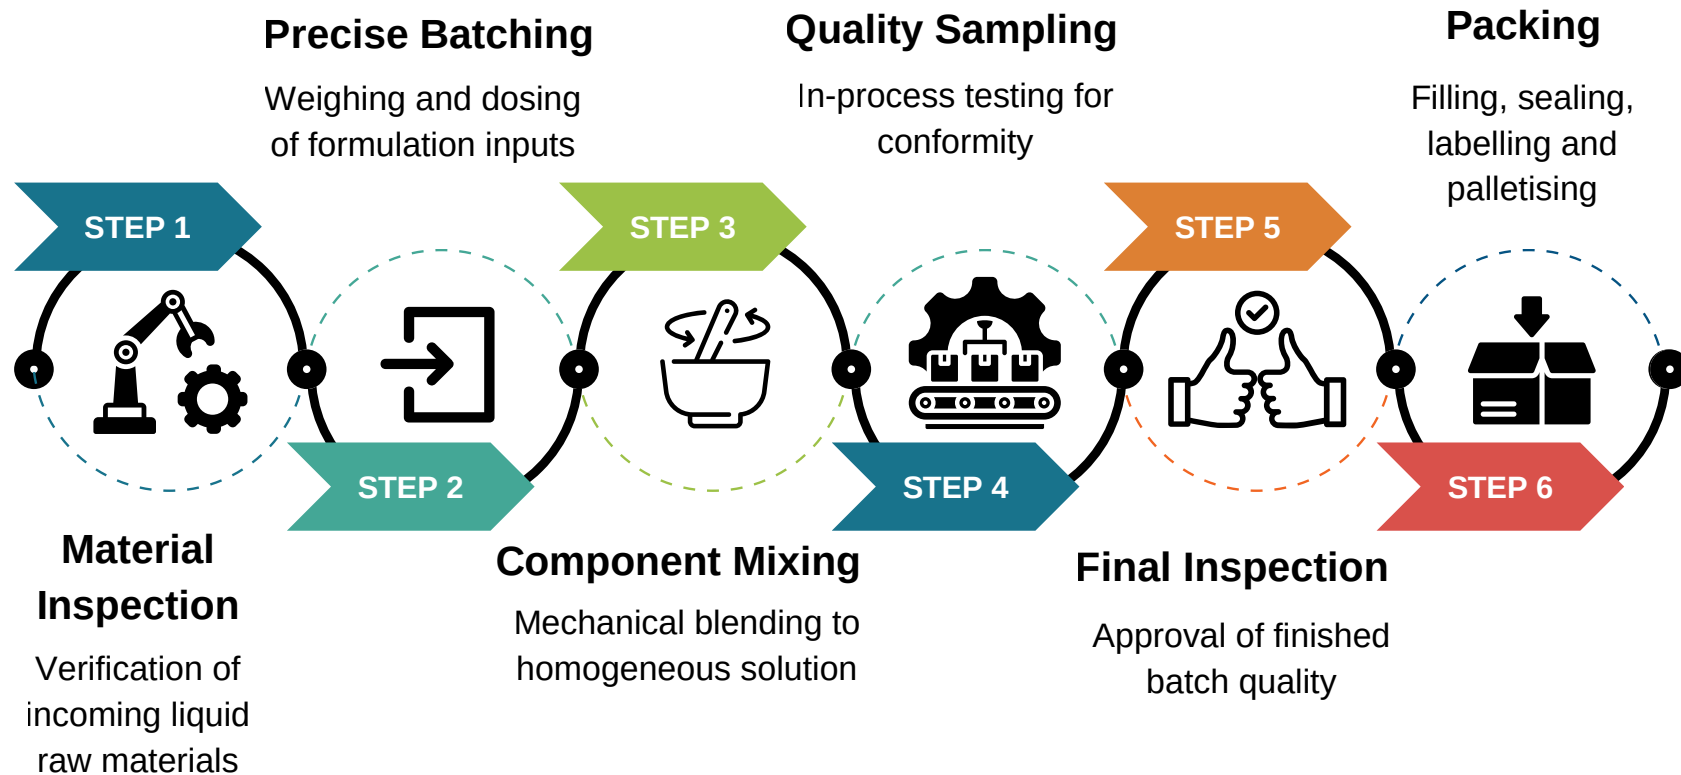 STEP 1
Material
Inspection
Verification of
incoming liquid
raw materials
Precise Batching
Weighing and dosing
of formulation inputs
STEP 2
STEP 3
Component Mixing
Mechanical blending to
homogeneous solution
Quality Sampling
In-process testing for
conformity
STEP 4
STEP 5
Final Inspection
Approval of finished
batch quality
Packing
Filling, sealing,
labelling and
palletising
STEP 6